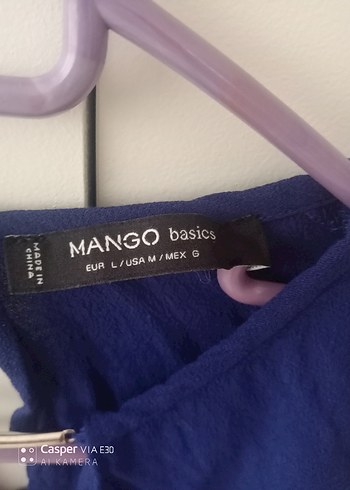 MANGO basics
EUR L / USA M / MEX G
MADE IN
CHINA
Casper VIA E30
AI KAMERA